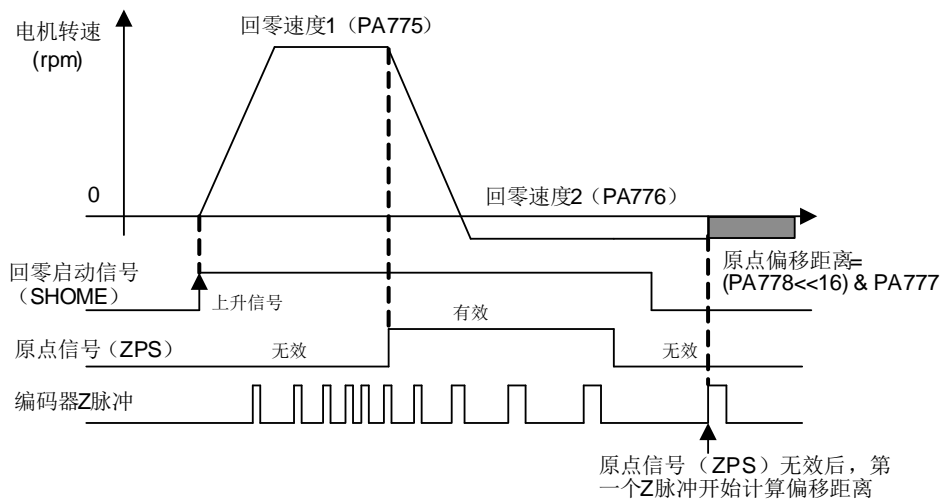 电机转速
(rpm)
回零速度1（PA775）
0
回零速度2（PA776）
回零启动信号
（SHOME）
上升信号
原点偏移距离=
(PA778<<16) & PA777
原点信号（ZPS）
无效
有效
无效
编码器Z脉冲
原点信号（ZPS）无效后，第
一个Z脉冲开始计算偏移距离